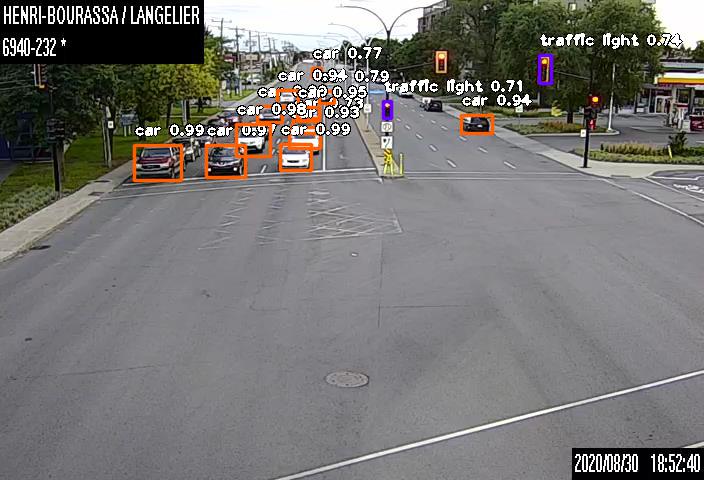 HENRI-BOURASSA / LANGELIER
6940-232 *
traffic light 0.74
car 0.77
car 0.94
0.79
traffic light 0.71
car 0.94
0.95
car 0.98
0.93
car 0.99
car 0.97
car 0.99
2020/08/30 18:52:40